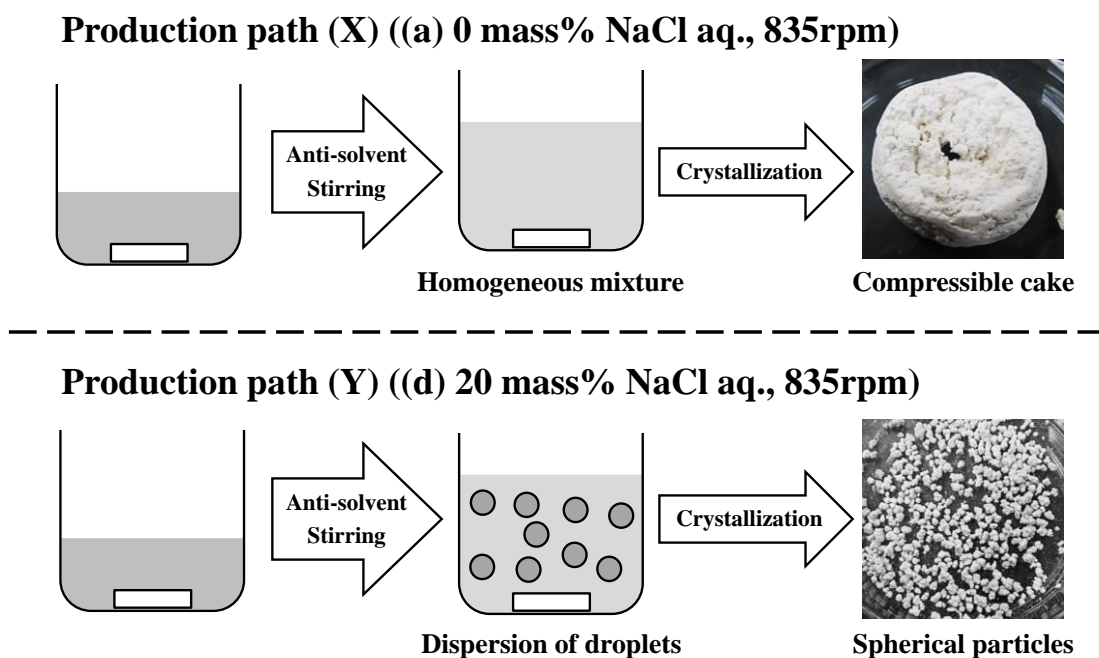 Production path (X) ((a) 0 mass% NaCl aq., 835rpm)
Anti-solvent
Stirring
Crystallization
Homogeneous mixture
Compressible cake
Production path (Y) ((d) 20 mass% NaCl aq., 835rpm)
Anti-solvent
Stirring
Crystallization
Dispersion of droplets
Spherical particles